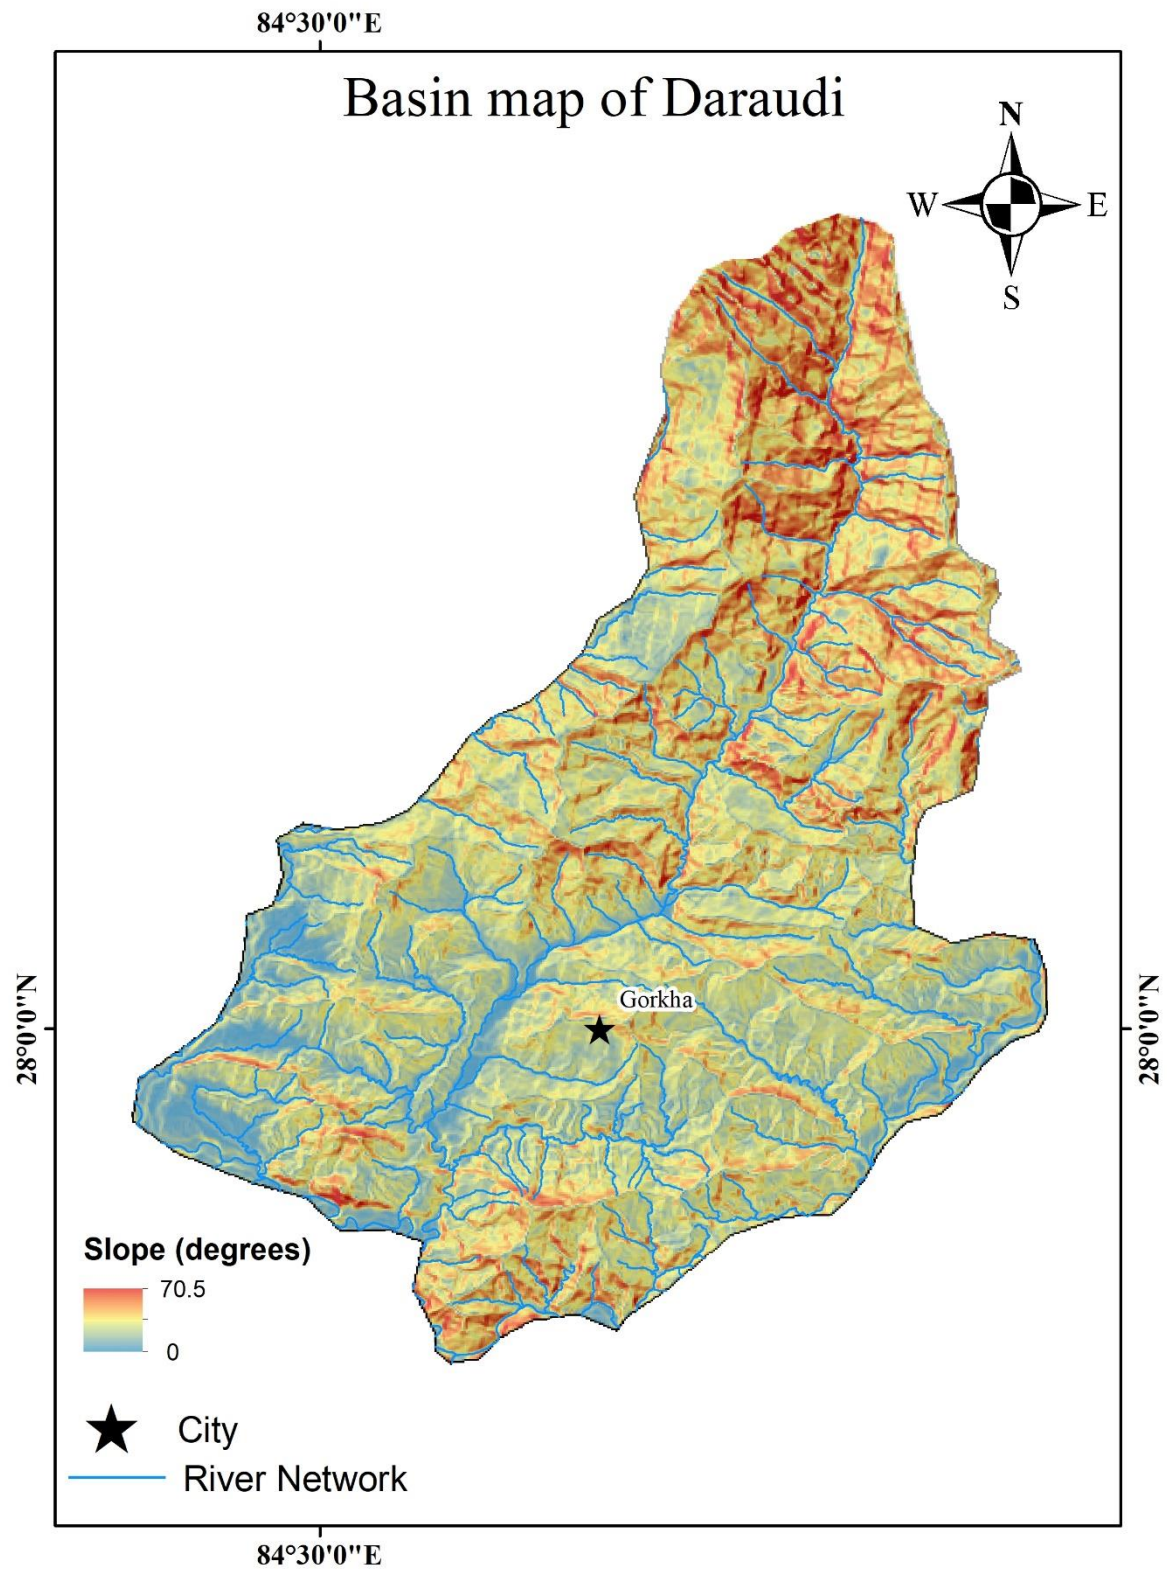 84°30'0"E
Basin map of Daraudi
N
W
E
S
Gorkha
28°0'0"N
28°0'0"N
Slope (degrees)
70.5
0
City
River Network
84°30'0"E